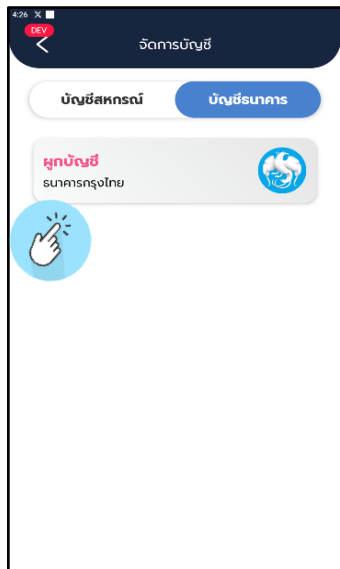 4:26 X
DEV
จัดการบัญชี
บัญชีสหกรณ์ บัญชีธนาคาร
ผูกบัญชี
ธนาคารกรุงไทย